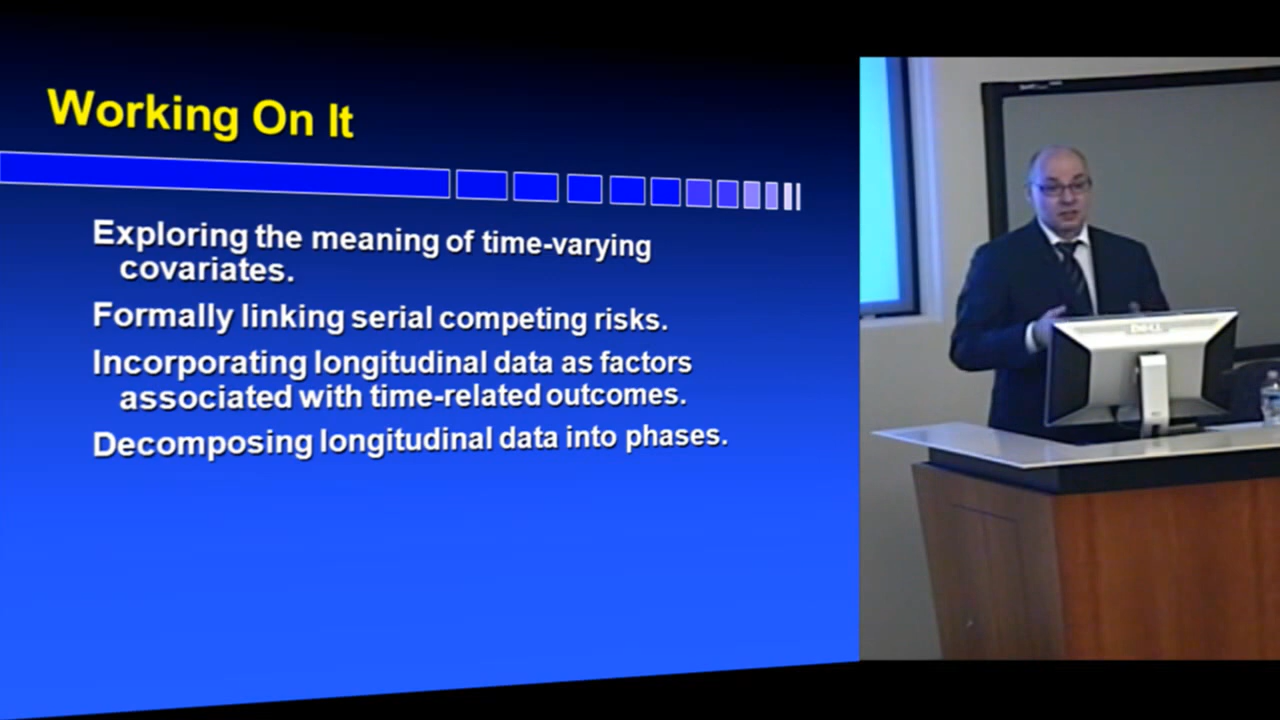 Working On It
Exploring the meaning of time-varying
covariates.
Formally linking serial competing risks.
Incorporating longitudinal data as factors
associated with time-related outcomes.
Decomposing longitudinal data into phases.
DELL